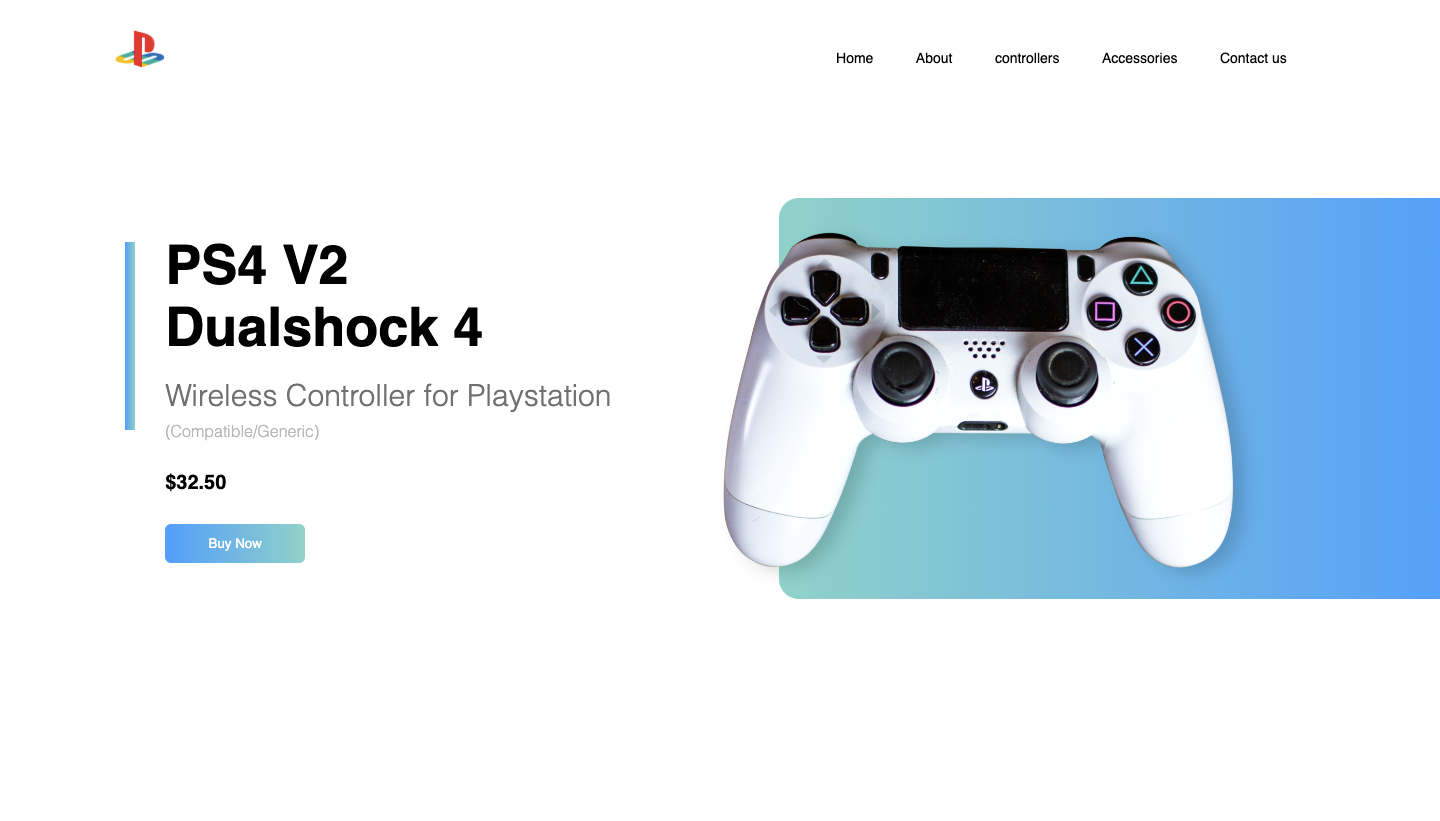 Home About controllers Accessories Contact us
PS4 V2
Dualshock 4
Wireless Controller for Playstation
(Compatible/Generic)
$32.50
Buy Now